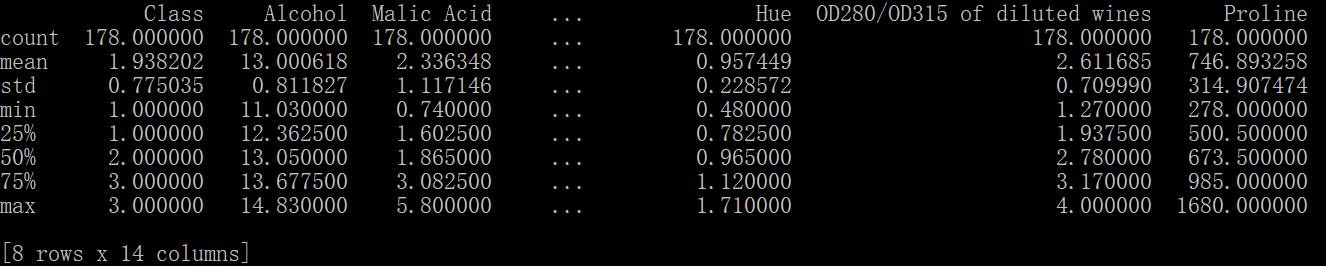 Class Alcohol Malic Acid ... Hue OD280/OD315 of diluted wines Proline
count 178.000000 178.000000 178.000000 ... 178.000000 178.000000 178.000000
mean 1.938202 13.000618 2.336348 ... 0.957449 2.611685 746.893258
std 0.775035 0.811827 1.117146 ... 0.228572 0.709990 314.907474
min 1.000000 11.030000 0.740000 ... 0.480000 1.270000 278.000000
25% 1.000000 12.362500 1.602500 ... 0.782500 1.937500 500.500000
50% 2.000000 13.050000 1.865000 ... 0.965000 2.780000 673.500000
75% 3.000000 13.677500 3.082500 ... 1.120000 3.170000 985.000000
max 3.000000 14.830000 5.800000 ... 1.710000 4.000000 1680.000000
[8 rows x 14 columns]